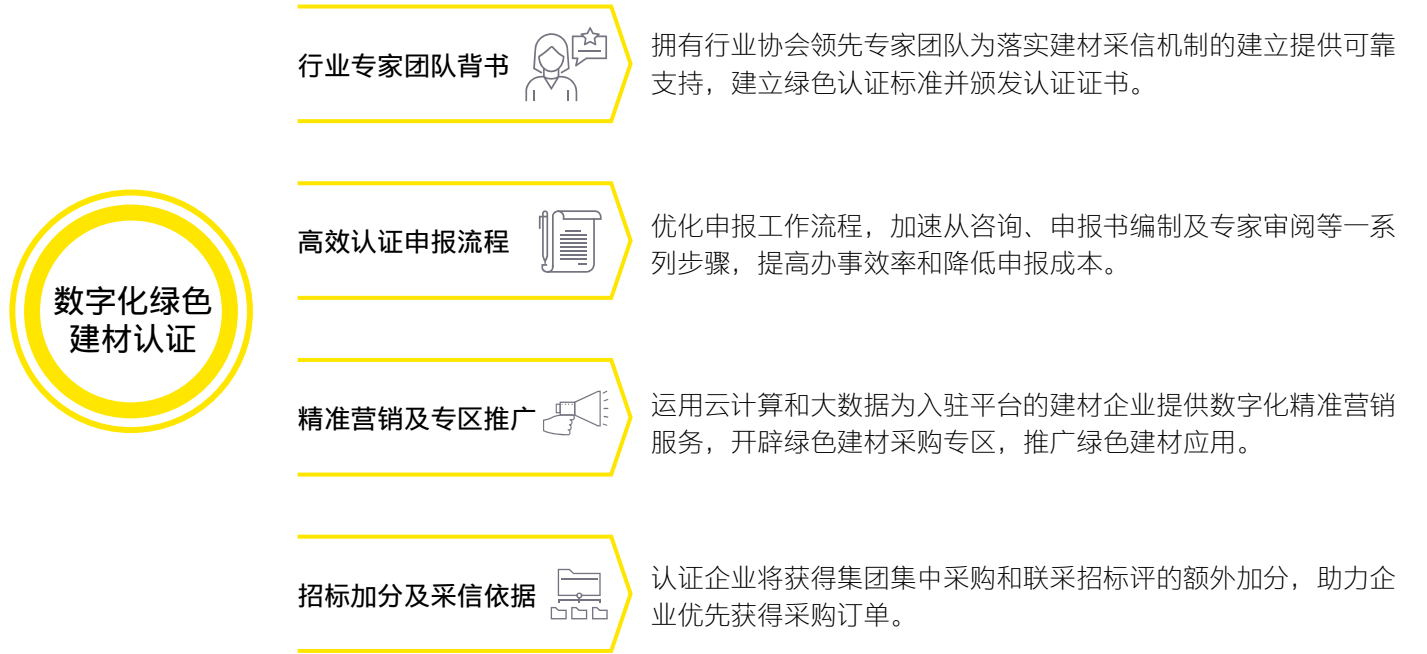 数字化绿色
建材认证
行业专家团队背书
拥有行业协会领先专家团队为落实建材采信机制的建立提供可靠
支持，建立绿色认证标准并颁发认证证书。
高效认证申报流程
优化申报工作流程，加速从咨询、申报书编制及专家审阅等一系
列步骤，提高办事效率和降低申报成本。
精准营销及专区推广
运用云计算和大数据为入驻平台的建材企业提供数字化精准营销
服务，开辟绿色建材采购专区，推广绿色建材应用。
招标加分及采信依据
认证企业将获得集团集中采购和联采招标评的额外加分，助力企
业优先获得采购订单。